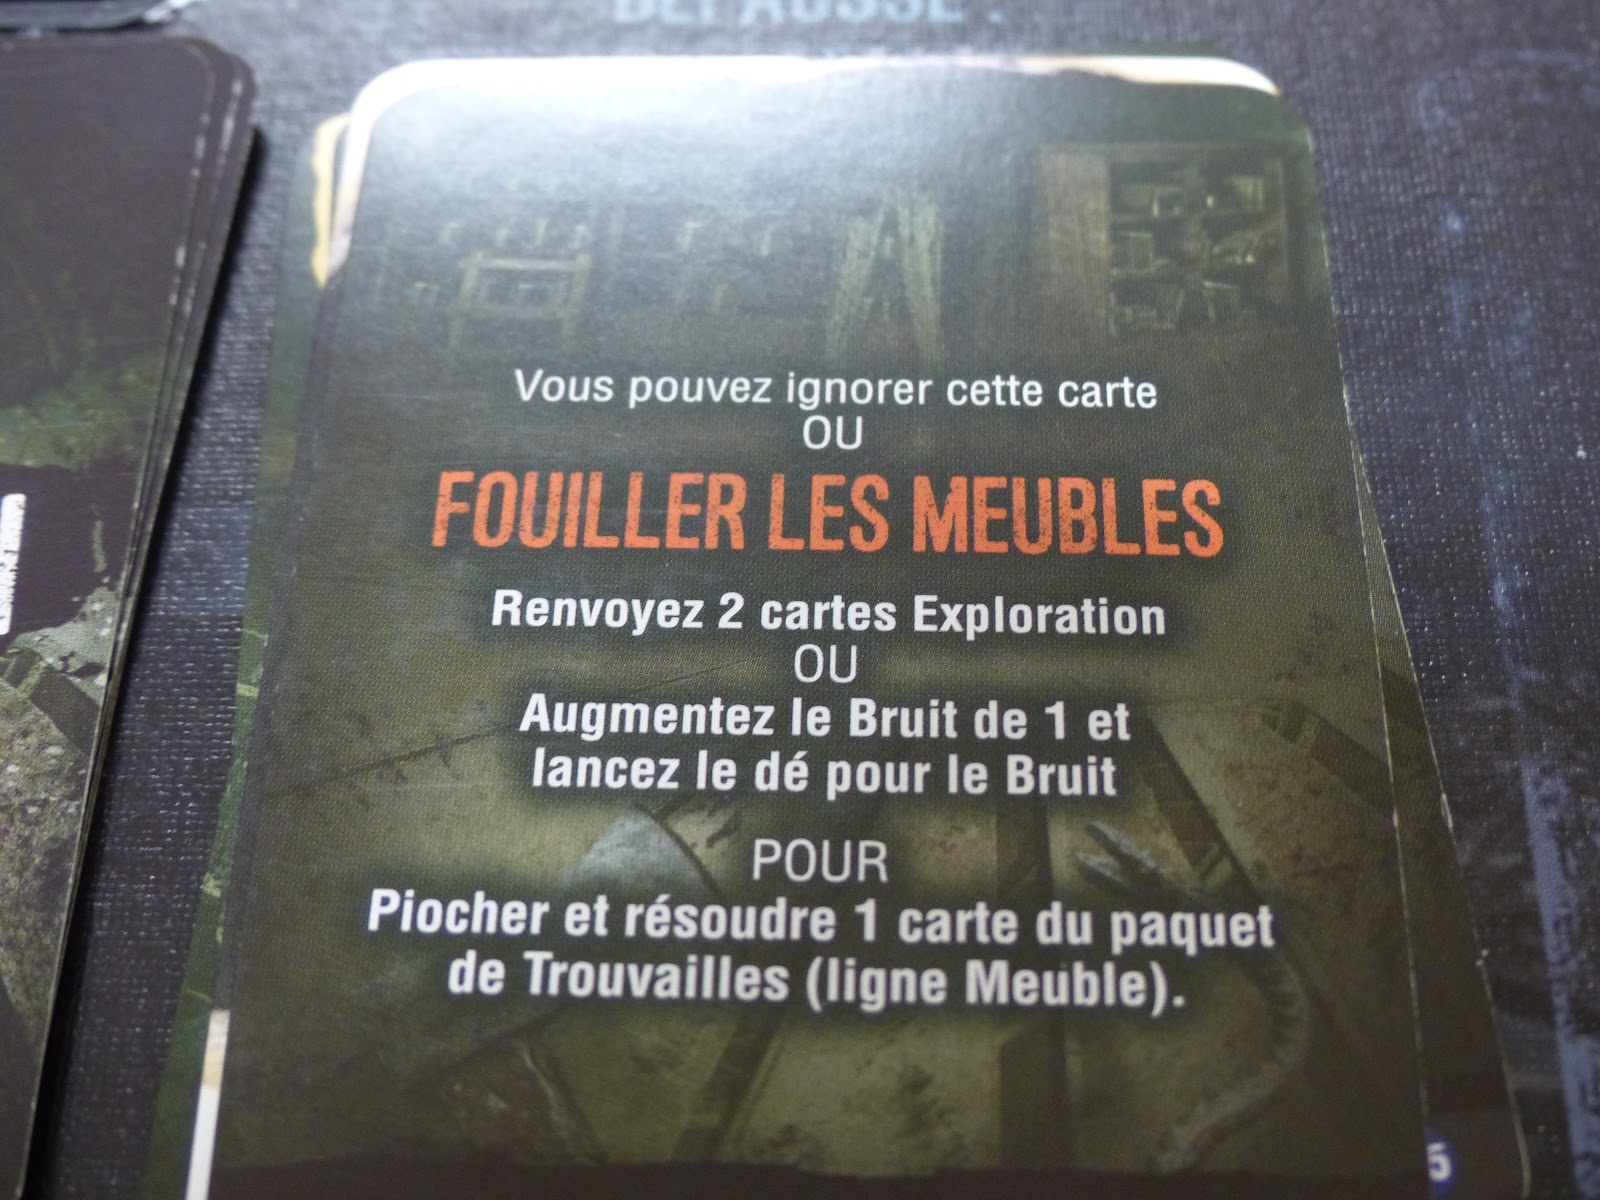 DÉFAUSSE :
Vous pouvez ignorer cette carte
OU
FOUILLER LES MEUBLES
Renvoyez 2 cartes Exploration
OU
Augmentez le Bruit de 1 et
lancez le dé pour le Bruit
POUR
Piocher et résoudre 1 carte du paquet
de Trouvailles (ligne Meuble).
5